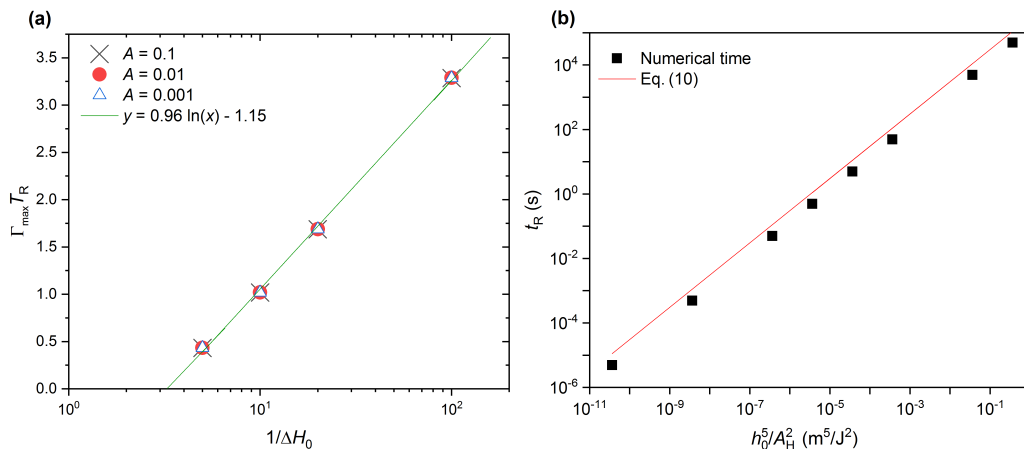 (a)
A = 0.1
A = 0.01
A = 0.001
y = 0.96 ln(x) - 1.15
Γmax TR
3.5
3.0
2.5
2.0
1.5
1.0
0.5
0.0
10⁰
10¹
10²
1/ΔH₀
(b)
Numerical time
Eq. (10)
tR (s)
10⁴
10²
10⁰
10⁻²
10⁻⁴
10⁻⁶
10⁻¹¹
10⁻⁹
10⁻⁷
10⁻⁵
10⁻³
10⁻¹
h₀⁵/A_H² (m⁵/J²)